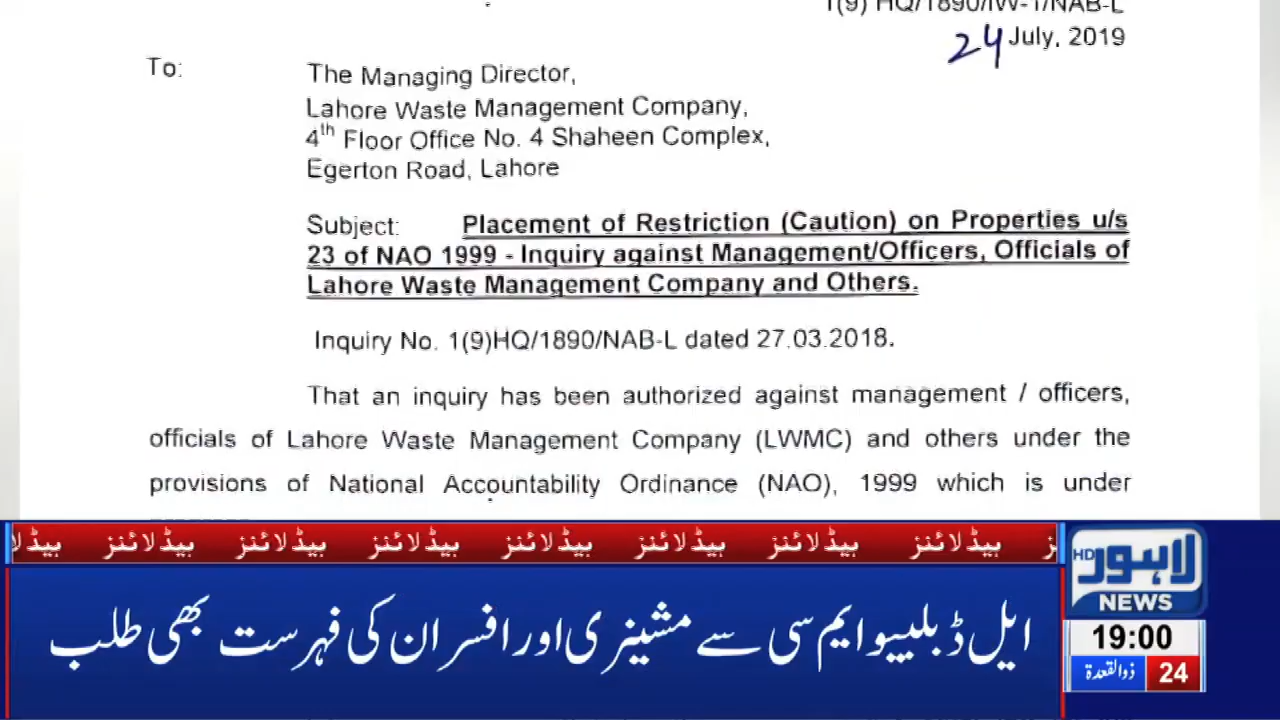 1(9) HQ/1890/IW-1/NAB-L
24 July, 2019
To:
The Managing Director,
Lahore Waste Management Company,
4th Floor Office No. 4 Shaheen Complex,
Egerton Road, Lahore
Subject: Placement of Restriction (Caution) on Properties u/s
23 of NAO 1999 - Inquiry against Management/Officers, Officials of
Lahore Waste Management Company and Others.
Inquiry No. 1(9)HQ/1890/NAB-L dated 27.03.2018.
That an inquiry has been authorized against management / officers,
officials of Lahore Waste Management Company (LWMC) and others under the
provisions of National Accountability Ordinance (NAO), 1999 which is under
ہیڈلائنز ہیڈلائنز ہیڈلائنز ہیڈلائنز ہیڈلائنز ہیڈلائنز ہیڈلائنز
لاہور HD
NEWS
ایل ڈبلیو ایم سی سے مشینری اور افسران کی فہرست بھی طلب
19:00
24 ذوالقعدۃ